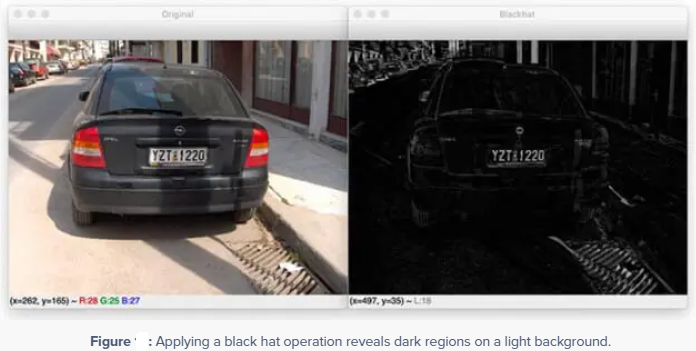 Original
Blackhat
YZT 1220
YZT 1220
(x=262, y=165) ~ R:28 G:25 B:27
(x=497, y=35) ~ L:18
Figure : Applying a black hat operation reveals dark regions on a light background.